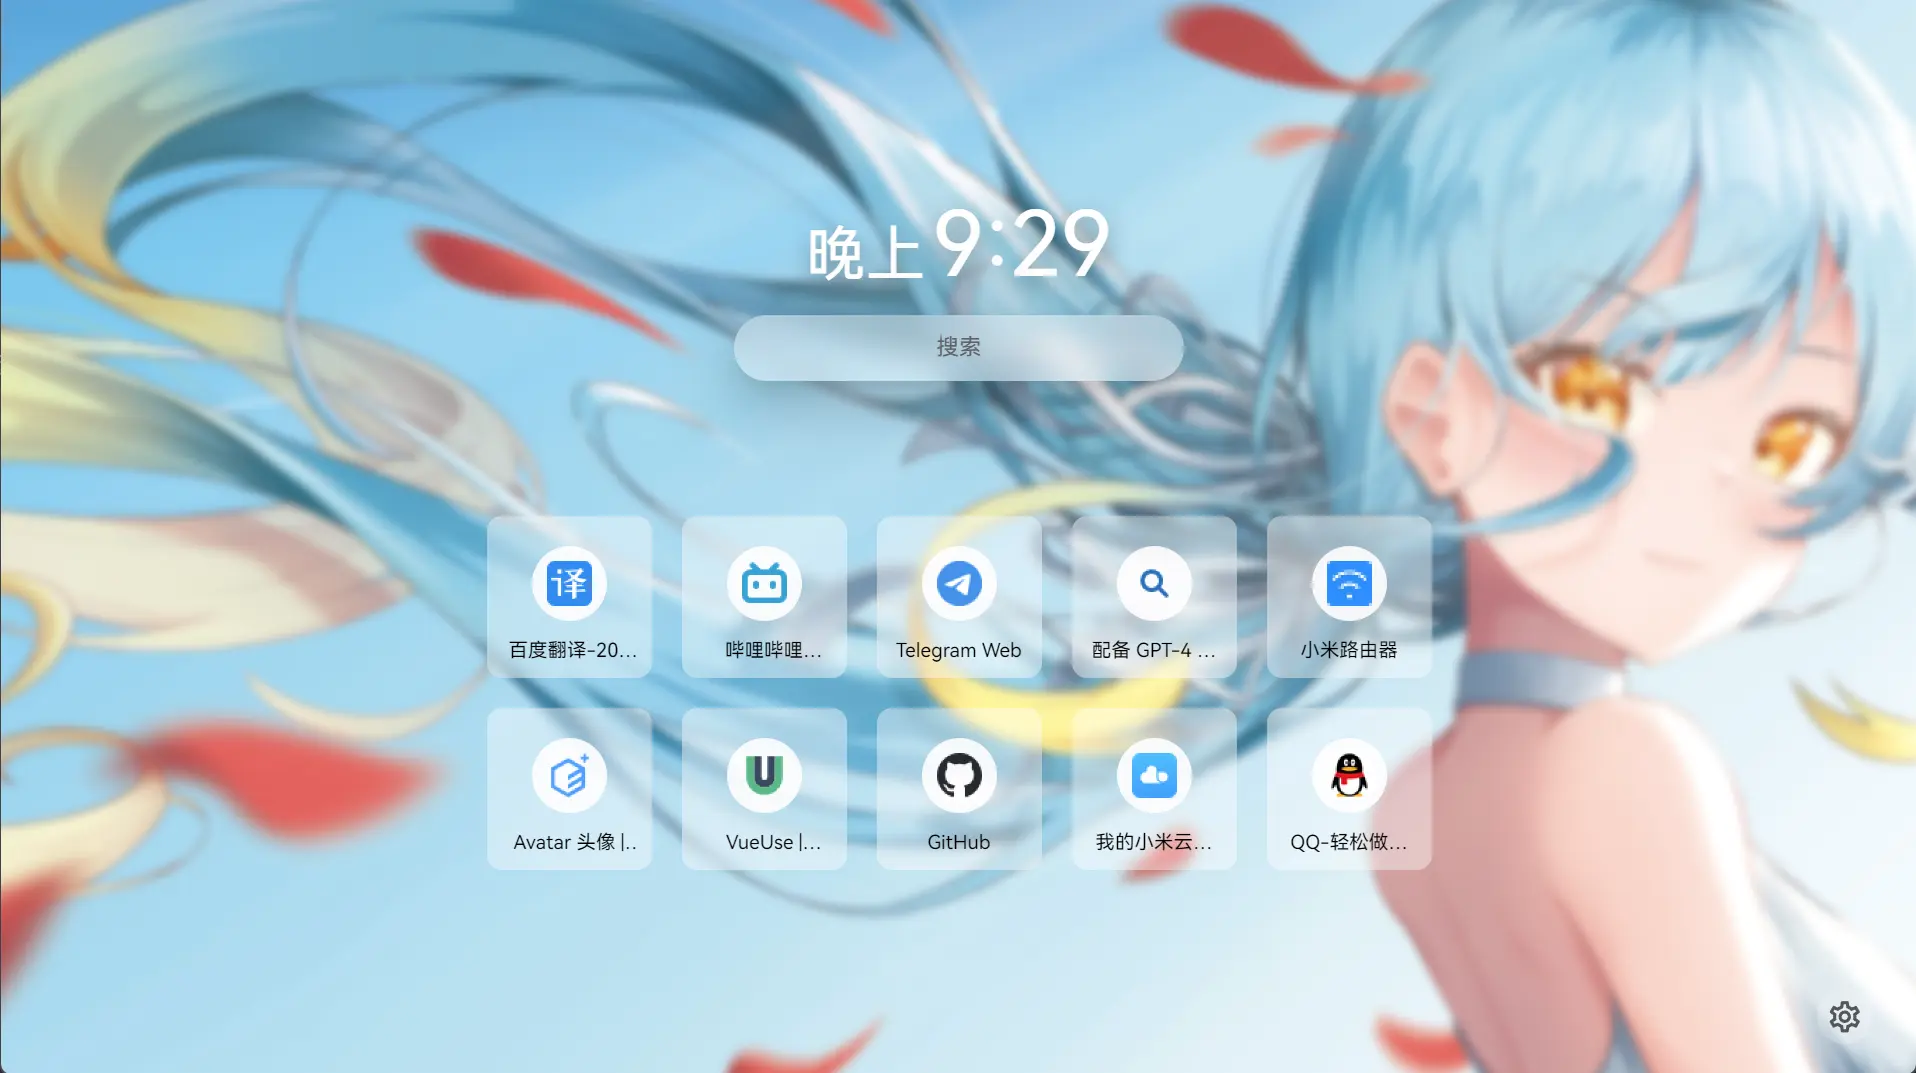 晚上9:29
搜索
译
百度翻译-20...
哔哩哔哩...
Telegram Web
配备 GPT-4 ...
小米路由器
Avatar 头像 |..
VueUse |...
GitHub
我的小米云...
QQ-轻松做...